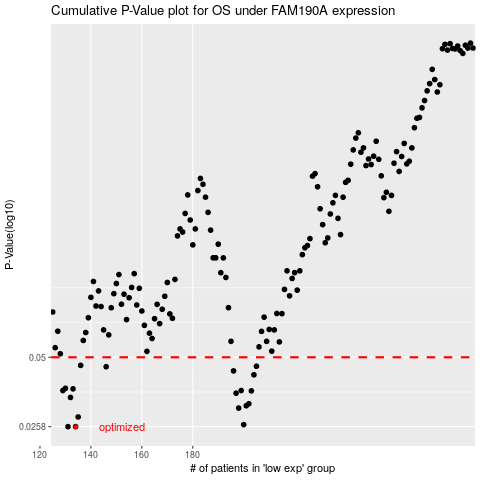 Cumulative P-Value plot for OS under FAM190A expression
P-Value(log10)
0.05
0.0258
optimized
120 140 160 180
# of patients in 'low exp' group